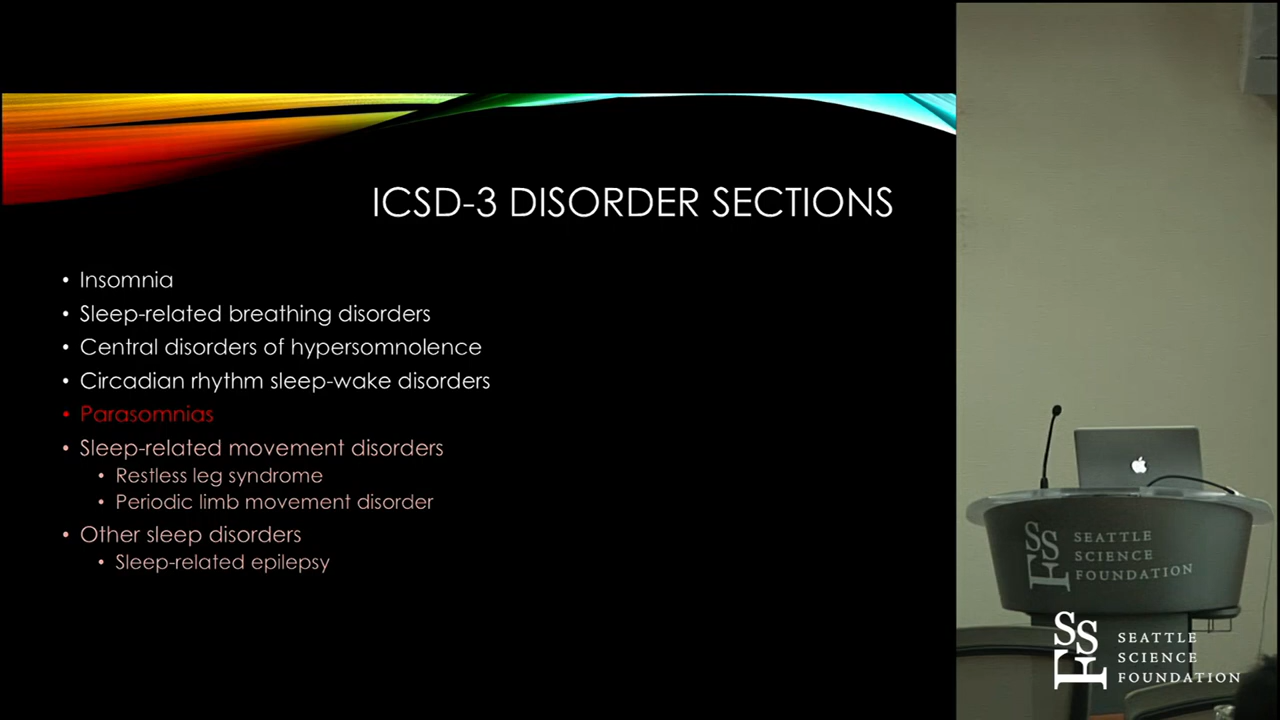 ICSD-3 DISORDER SECTIONS
• Insomnia
• Sleep-related breathing disorders
• Central disorders of hypersomnolence
• Circadian rhythm sleep-wake disorders
• Parasomnias
• Sleep-related movement disorders
• Restless leg syndrome
• Periodic limb movement disorder
• Other sleep disorders
• Sleep-related epilepsy
SSF
SEATTLE
SCIENCE
FOUNDATION
SSF
SEATTLE
SCIENCE
FOUNDATION